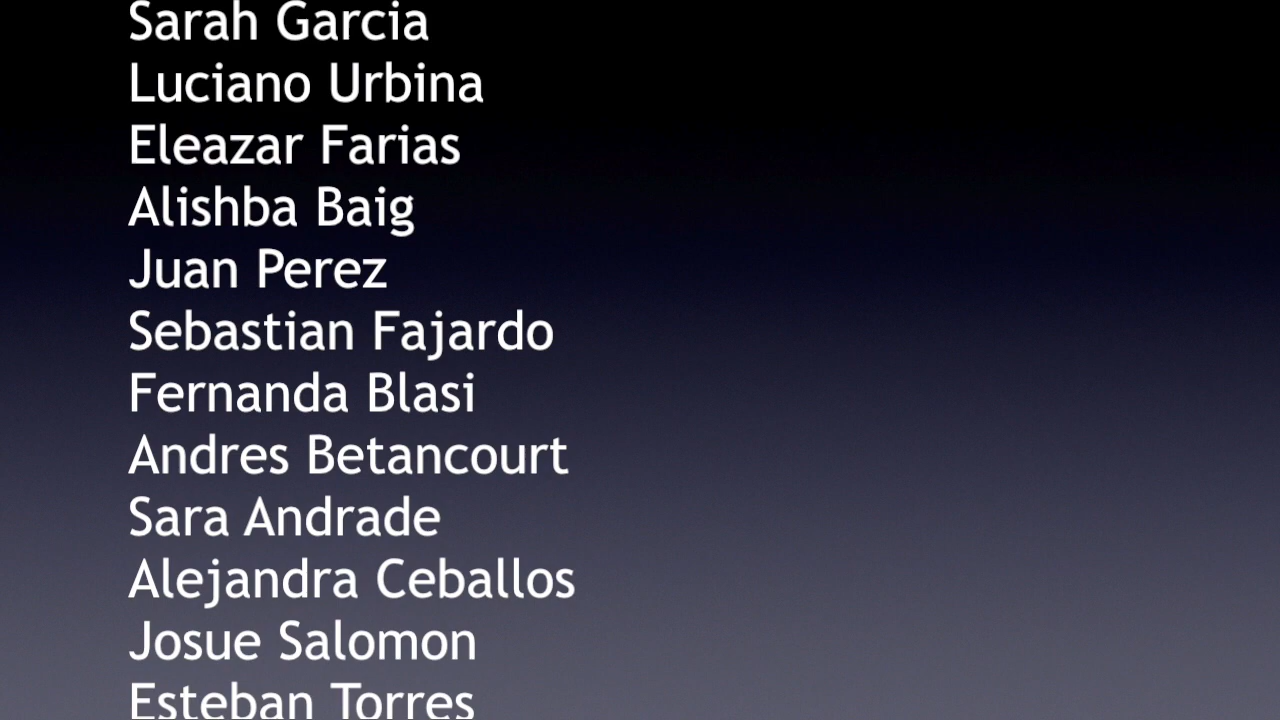 Sarah Garcia
Luciano Urbina
Eleazar Farias
Alishba Baig
Juan Perez
Sebastian Fajardo
Fernanda Blasi
Andres Betancourt
Sara Andrade
Alejandra Ceballos
Josue Salomon
Esteban Torres